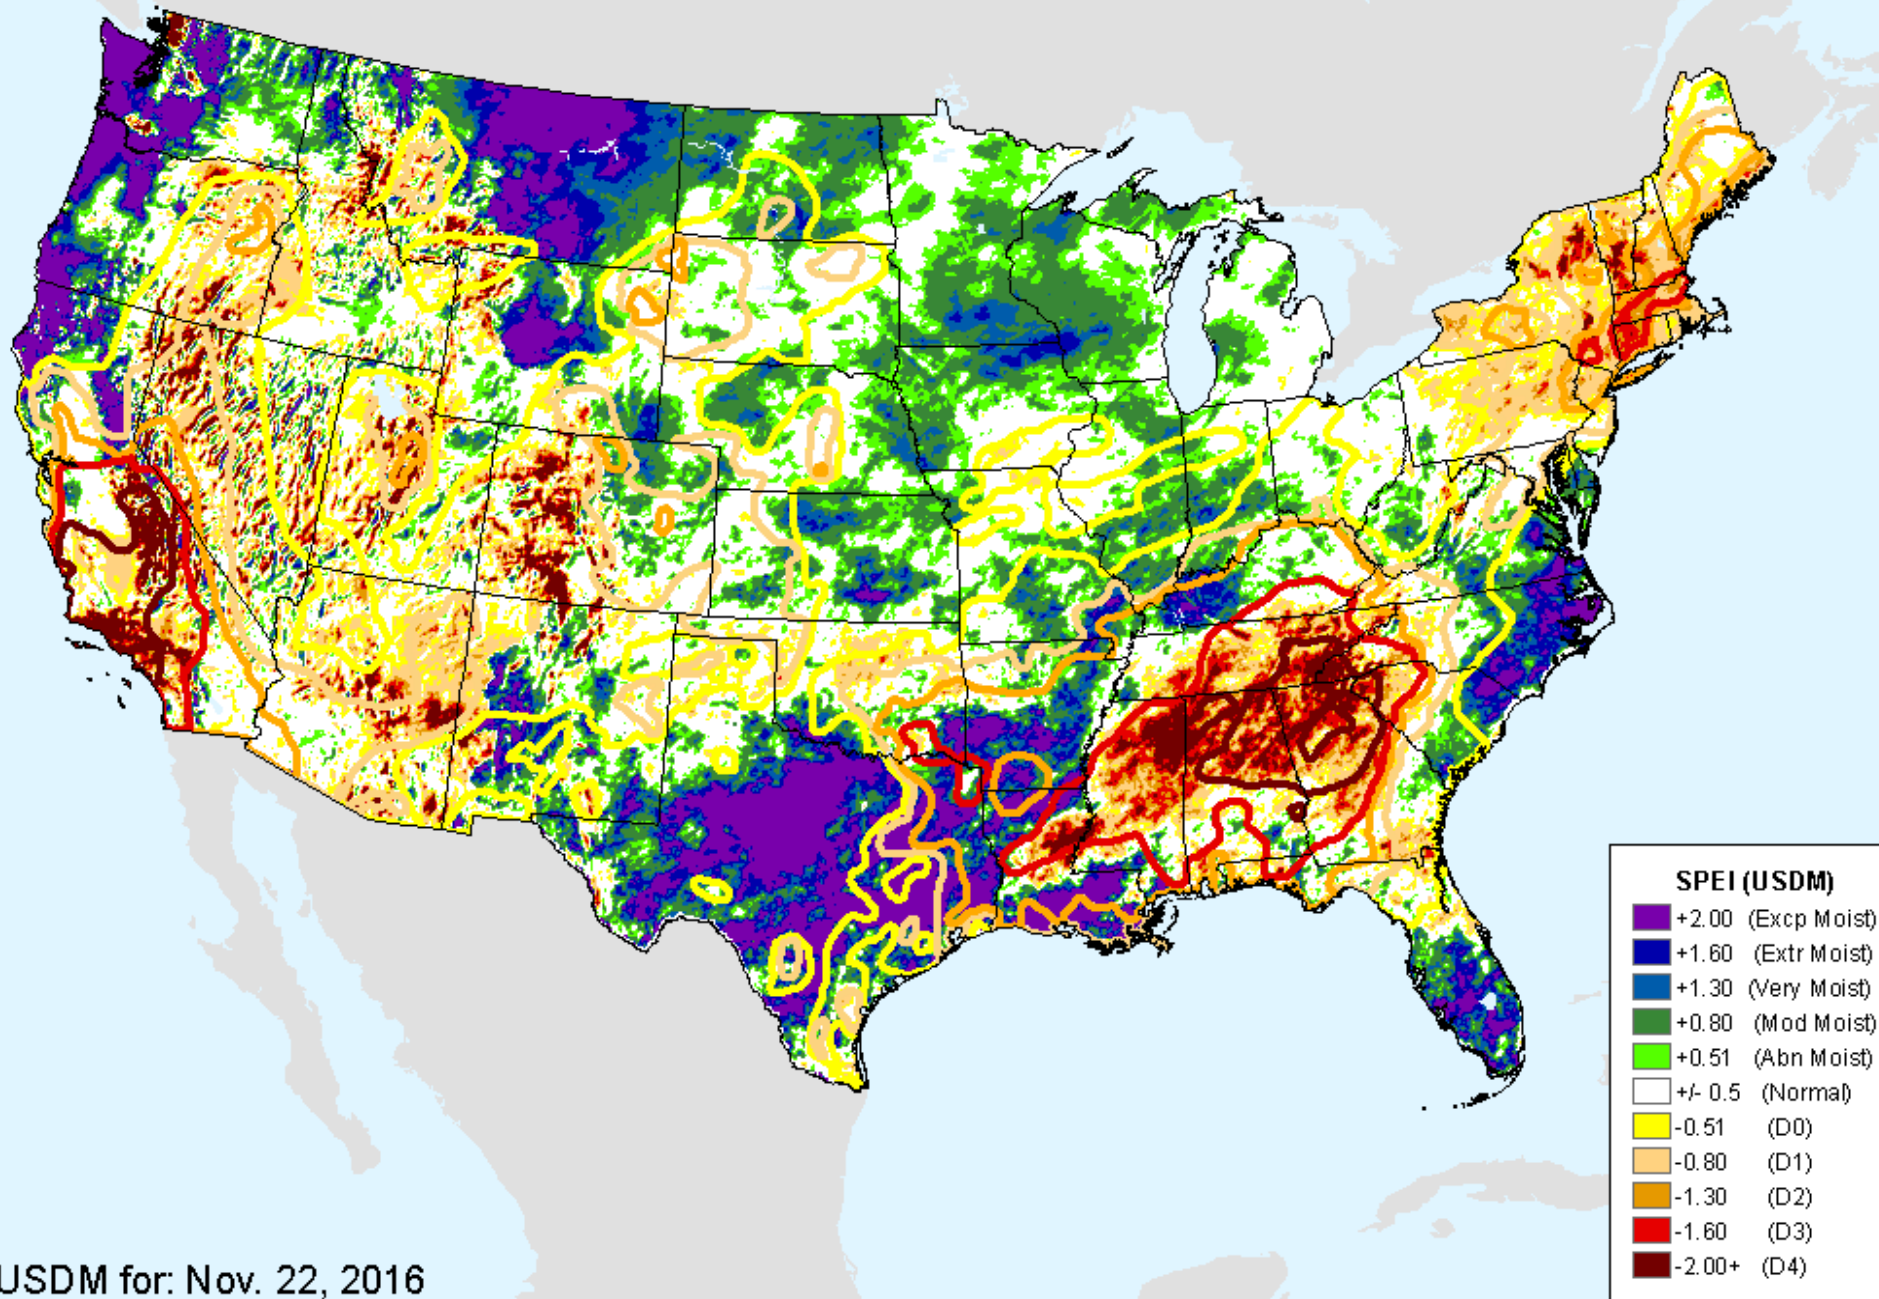 SPEI (USDM)
+2.00 (Excp Moist)
+1.60 (Extr Moist)
+1.30 (Very Moist)
+0.80 (Mod Moist)
+0.51 (Abn Moist)
+/- 0.5 (Normal)
-0.51 (D0)
-0.80 (D1)
-1.30 (D2)
-1.60 (D3)
-2.00+ (D4)
USDM for: Nov. 22, 2016